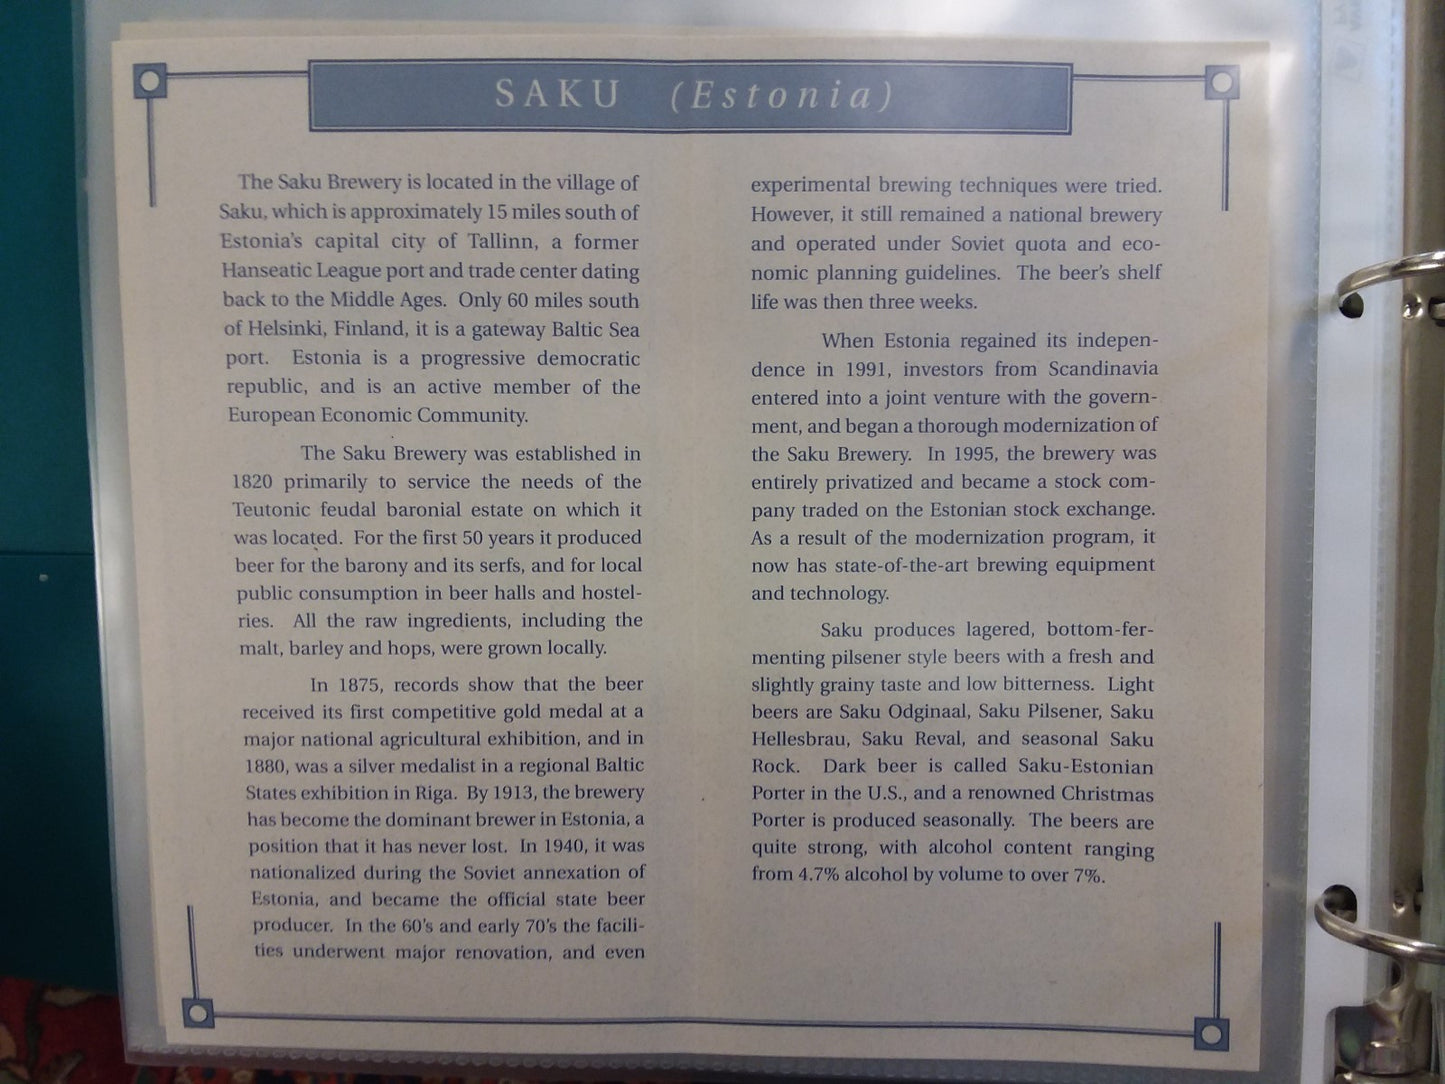 SAKU (Estonia)
The Saku Brewery is located in the village of
Saku, which is approximately 15 miles south of
Estonia's capital city of Tallinn, a former
Hanseatic League port and trade center dating
back to the Middle Ages. Only 60 miles south
of Helsinki, Finland, it is a gateway Baltic Sea
port. Estonia is a progressive democratic
republic, and is an active member of the
European Economic Community.
The Saku Brewery was established in
1820 primarily to service the needs of the
Teutonic feudal baronial estate on which it
was located. For the first 50 years it produced
beer for the barony and its serfs, and for local
public consumption in beer halls and hostel-
ries. All the raw ingredients, including the
malt, barley and hops, were grown locally.
In 1875, records show that the beer
received its first competitive gold medal at a
major national agricultural exhibition, and in
1880, was a silver medalist in a regional Baltic
States exhibition in Riga. By 1913, the brewery
has become the dominant brewer in Estonia, a
position that it has never lost. In 1940, it was
nationalized during the Soviet annexation of
Estonia, and became the official state beer
producer. In the 60's and early 70's the facili-
ties underwent major renovation, and even
experimental brewing techniques were tried.
However, it still remained a national brewery
and operated under Soviet quota and eco-
nomic planning guidelines. The beer's shelf
life was then three weeks.
When Estonia regained its indepen-
dence in 1991, investors from Scandinavia
entered into a joint venture with the govern-
ment, and began a thorough modernization of
the Saku Brewery. In 1995, the brewery was
entirely privatized and became a stock com-
pany traded on the Estonian stock exchange.
As a result of the modernization program, it
now has state-of-the-art brewing equipment
and technology.
Saku produces lagered, bottom-fer-
menting pilsener style beers with a fresh and
slightly grainy taste and low bitterness. Light
beers are Saku Odginaal, Saku Pilsener, Saku
Hellesbrau, Saku Reval, and seasonal Saku
Rock. Dark beer is called Saku-Estonian
Porter in the U.S., and a renowned Christmas
Porter is produced seasonally. The beers are
quite strong, with alcohol content ranging
from 4.7% alcohol by volume to over 7%.